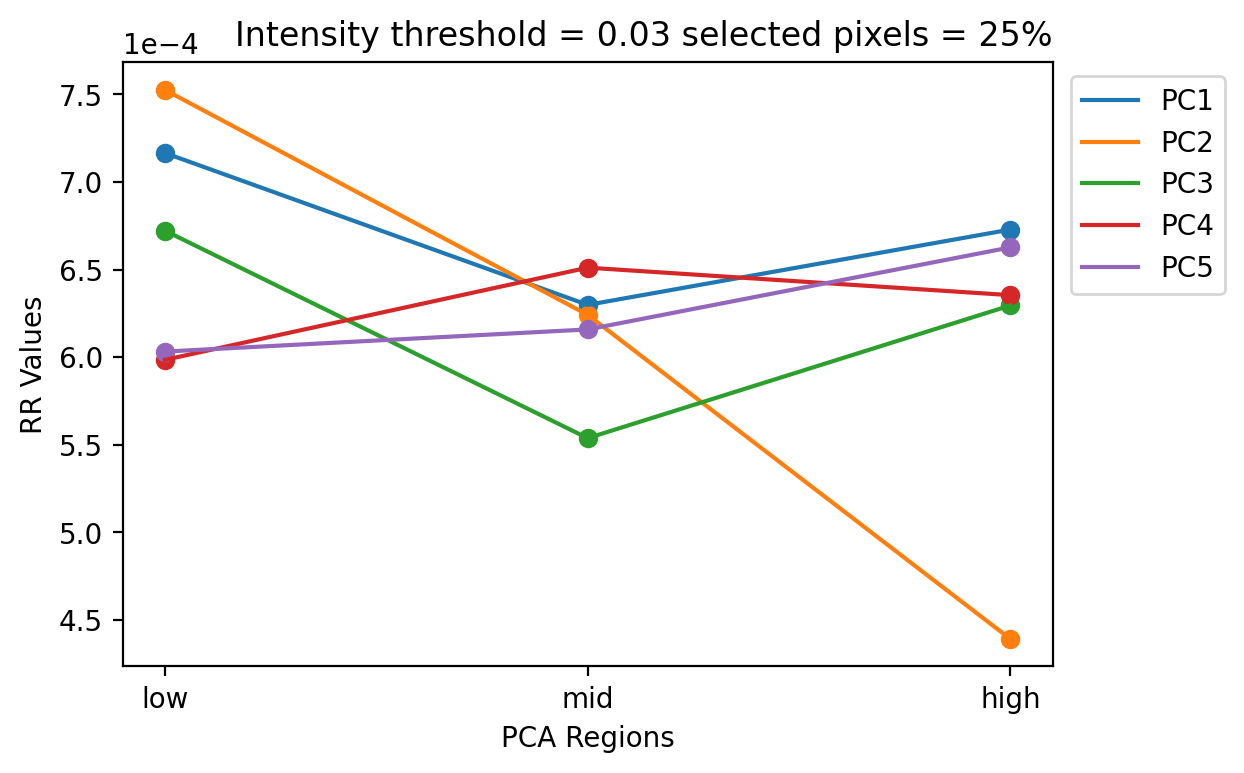 Intensity threshold = 0.03 selected pixels = 25%
1e−4
7.5
7.0
6.5
6.0
5.5
5.0
4.5
RR Values
low
mid
high
PCA Regions
PC1
PC2
PC3
PC4
PC5